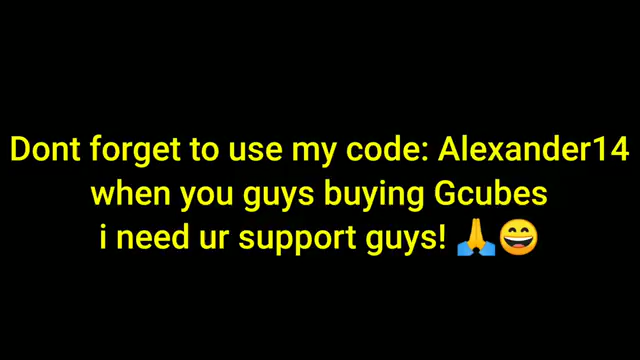 Dont forget to use my code: Alexander14
when you guys buying Gcubes
i need ur support guys! 🙏😄